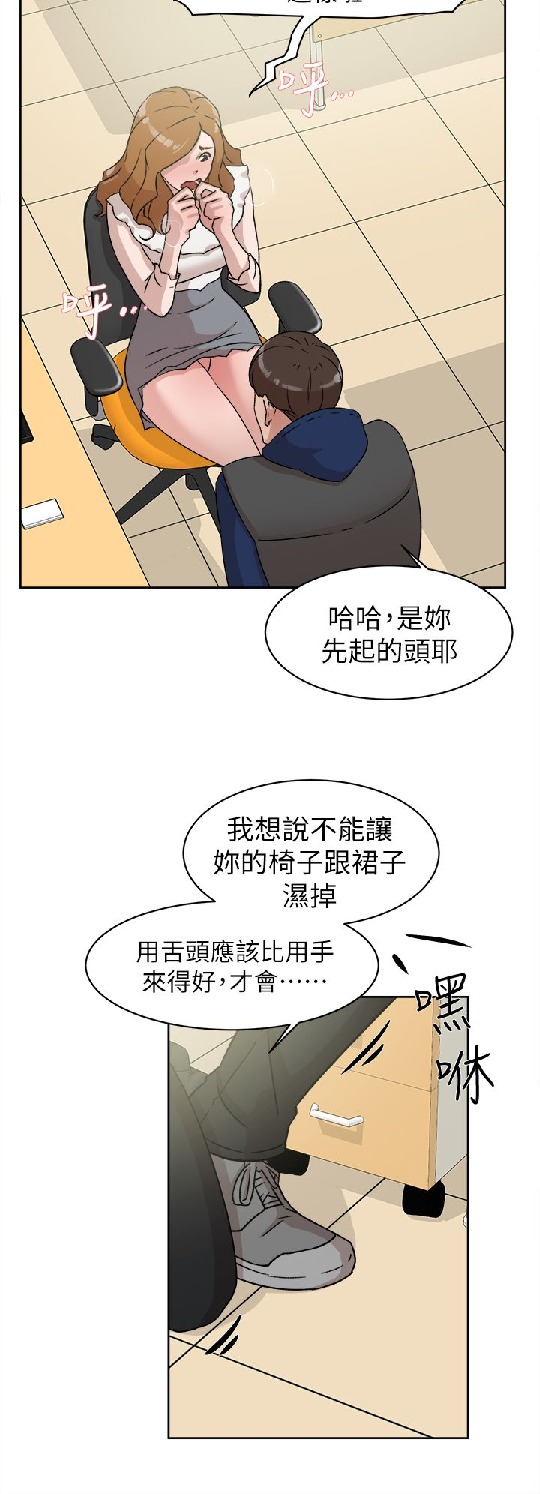 呼…
呼…
哈哈，是妳
先起的頭耶
我想說不能讓
妳的椅子跟裙子
濕掉
用舌頭應該比用手
來得好，才會……
嘿
咻